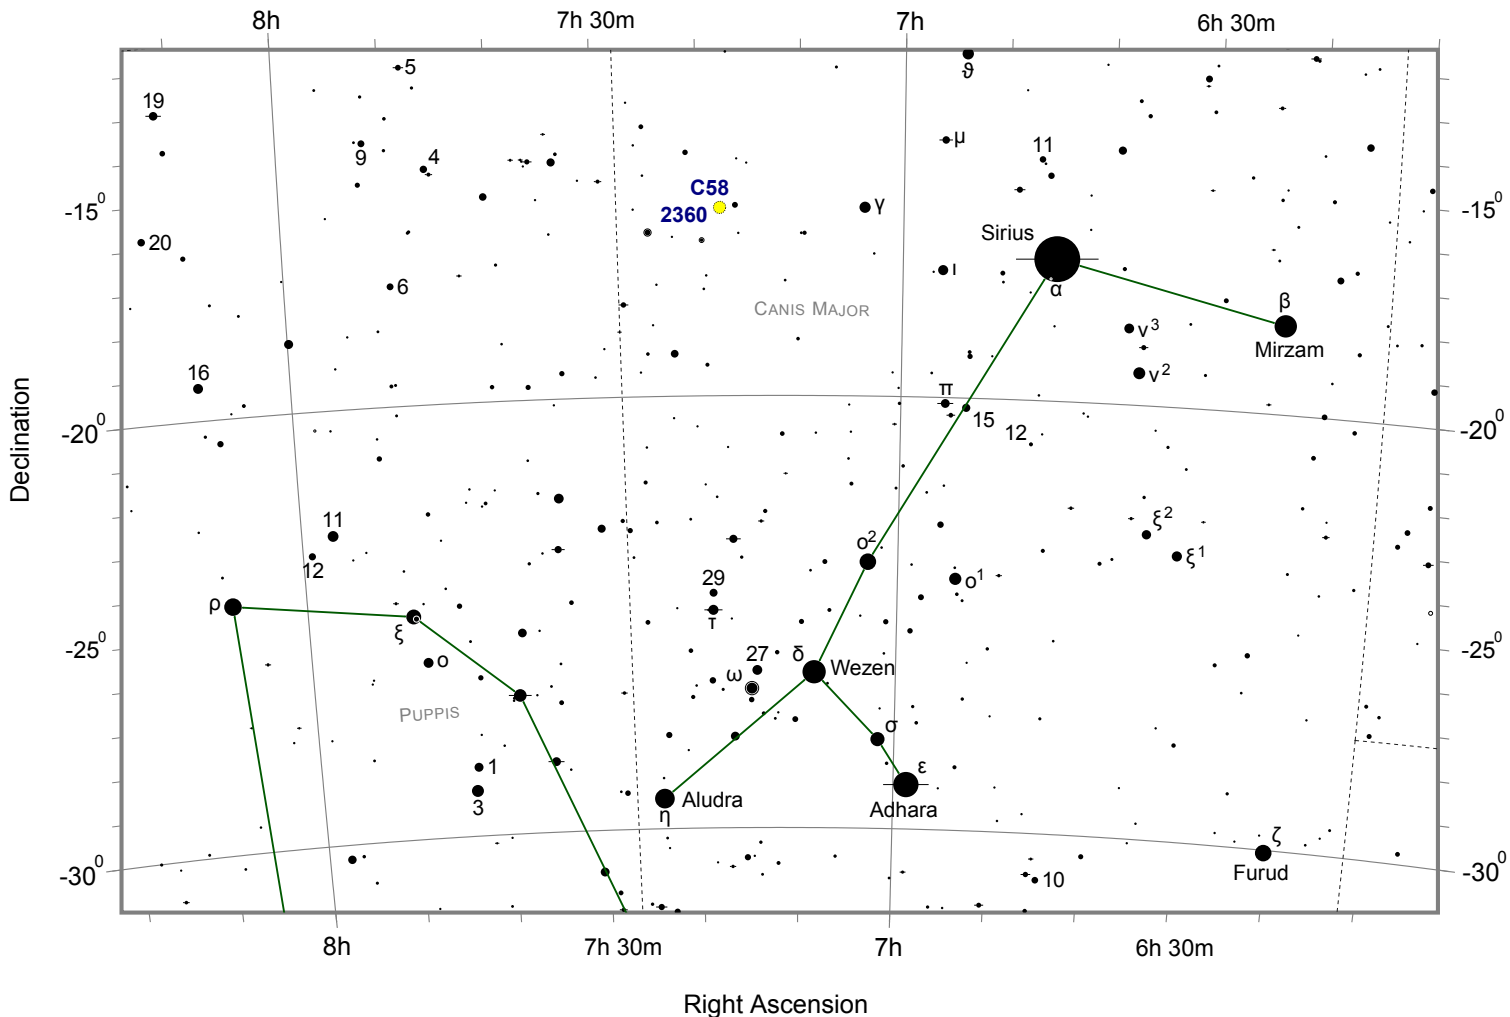 8h
7h 30m
7h
6h 30m
5
ϑ
19
9
4
μ
11
C58
2360
-15⁰
-15⁰
γ
20
Sirius
ι
α
6
CANIS MAJOR
β
ν³
Mirzam
ν²
16
π
15
12
-20⁰
-20⁰
Declination
11
12
ο²
ξ²
ξ¹
29
τ
ο¹
ρ
ξ
ο
-25⁰
-25⁰
27
δ
Wezen
ω
PUPPIS
σ
1
3
ε
Adhara
Aludra
η
ζ
Furud
10
-30⁰
-30⁰
8h
7h 30m
7h
6h 30m
Right Ascension